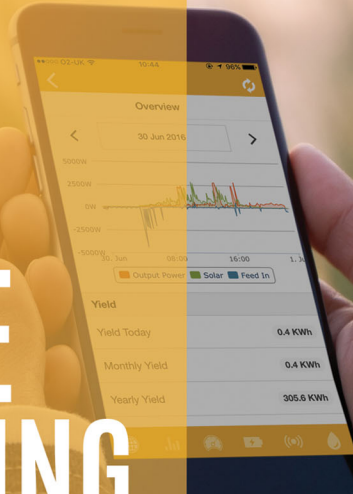 O2-UK 10:44 96%
Overview
30 Jun 2016
5000W
2500W
0W
-2500W
-5000W
30. Jun 08:00 16:00 1. Ju
Output Power Solar Feed In
Yield
Yield Today 0.4 KWh
Monthly Yield 0.4 KWh
Yearly Yield 305.6 KWh
E
E
ING